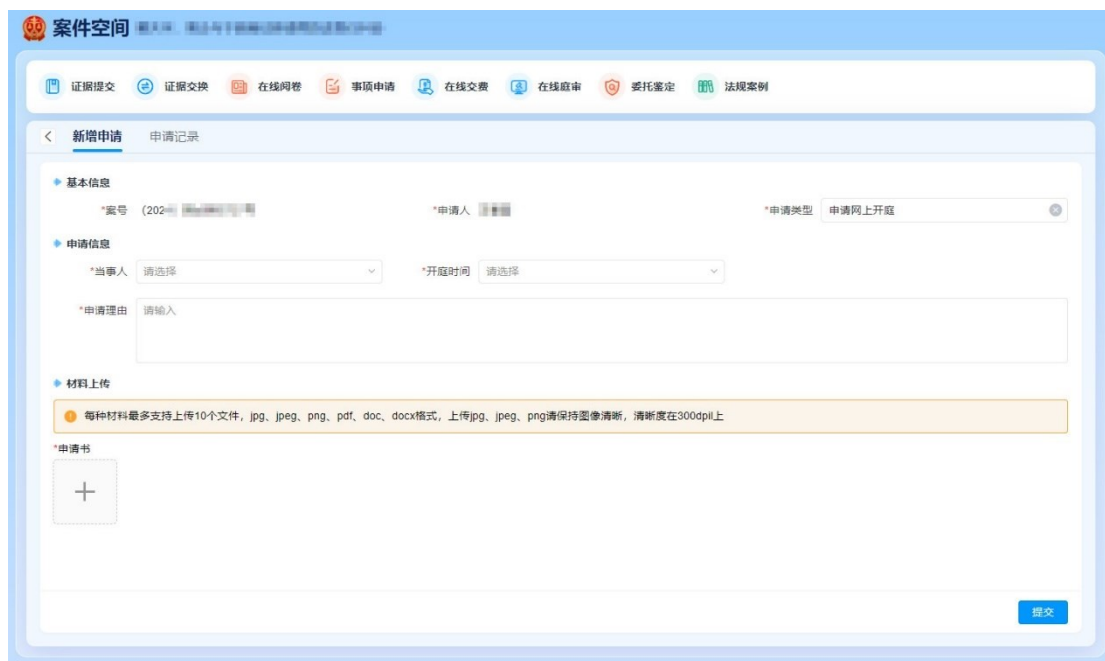 案件空间
证据提交 证据交换 在线阅卷 事项申请 在线交费 在线庭审 委托鉴定 法规案例
新增申请 申请记录
基本信息
*案号 (202 *申请人 *申请类型 申请网上开庭
申请信息
*当事人 请选择 *开庭时间 请选择
*申请理由 请输入
材料上传
每种材料最多支持上传10个文件，jpg、jpeg、png、pdf、doc、docx格式，上传jpg、jpeg、png请保持图像清晰，清晰度在300dpi以上
*申请书
提交